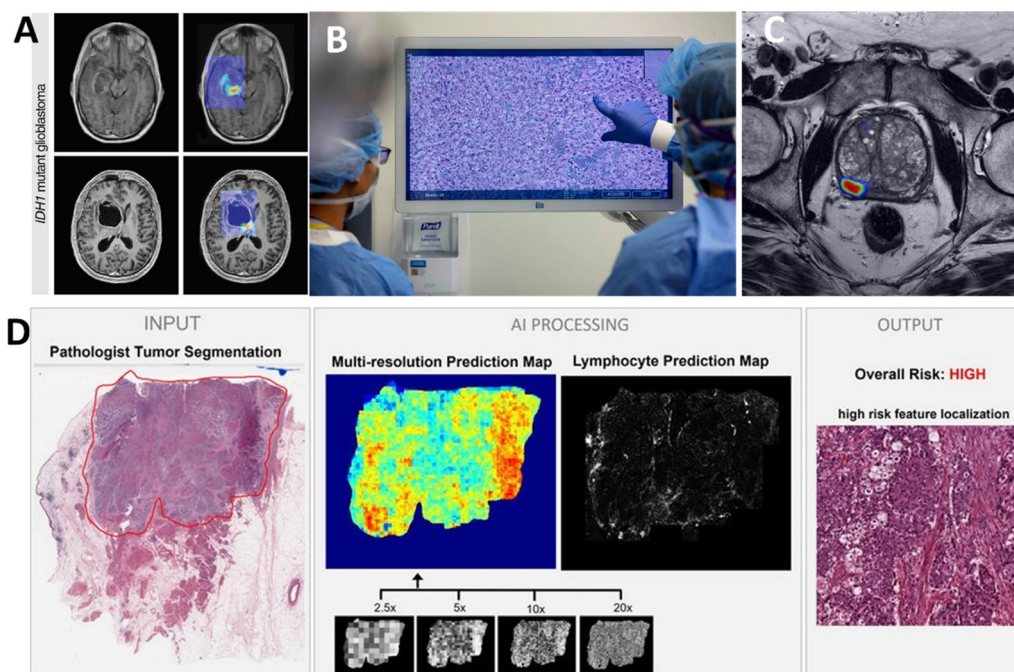 A
IDH1 mutant glioblastoma
B
Purell
C
D
INPUT
Pathologist Tumor Segmentation
AI PROCESSING
Multi-resolution Prediction Map
Lymphocyte Prediction Map
2.5x
5x
10x
20x
OUTPUT
Overall Risk: HIGH
high risk feature localization